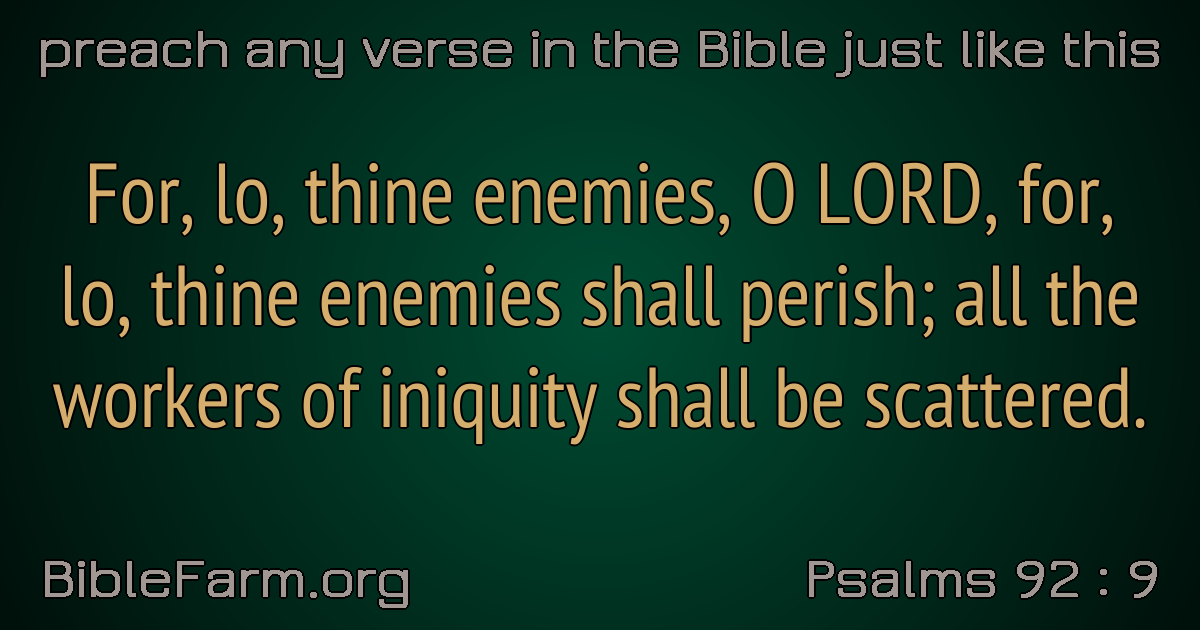 preach any verse in the Bible just like this
For, lo, thine enemies, O LORD, for,
lo, thine enemies shall perish; all the
workers of iniquity shall be scattered.
BibleFarm.org
Psalms 92 : 9